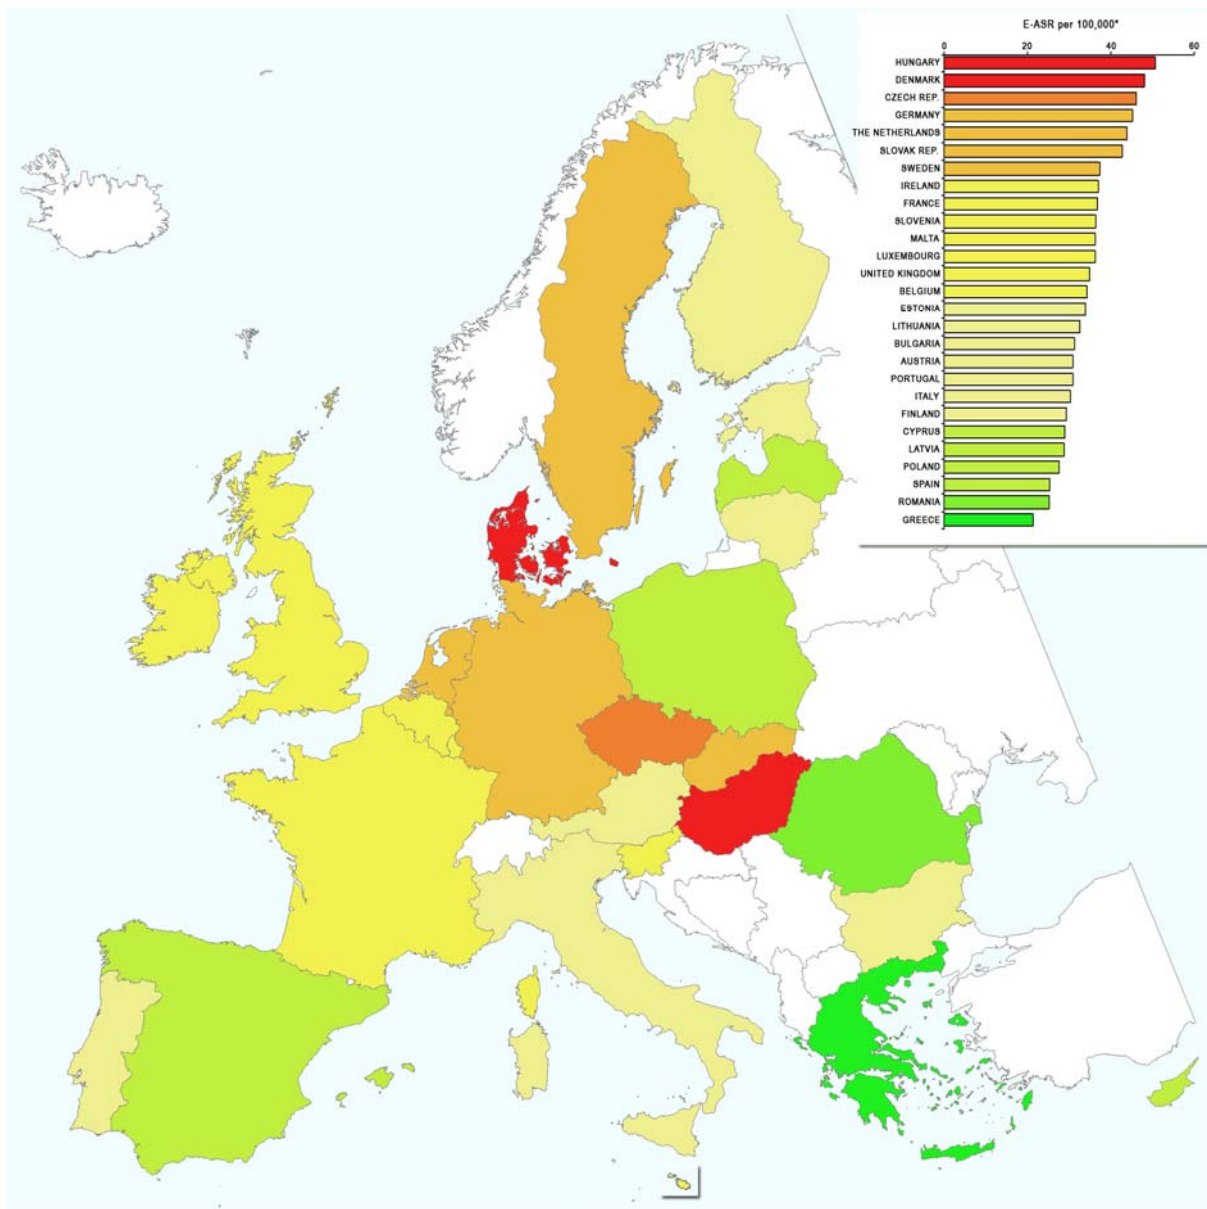 E-ASR per 100,000*
0 20 40 60
HUNGARY
DENMARK
CZECH REP.
GERMANY
THE NETHERLANDS
SLOVAK REP.
SWEDEN
IRELAND
FRANCE
SLOVENIA
MALTA
LUXEMBOURG
UNITED KINGDOM
BELGIUM
ESTONIA
LITHUANIA
BULGARIA
AUSTRIA
PORTUGAL
ITALY
FINLAND
CYPRUS
LATVIA
POLAND
SPAIN
ROMANIA
GREECE